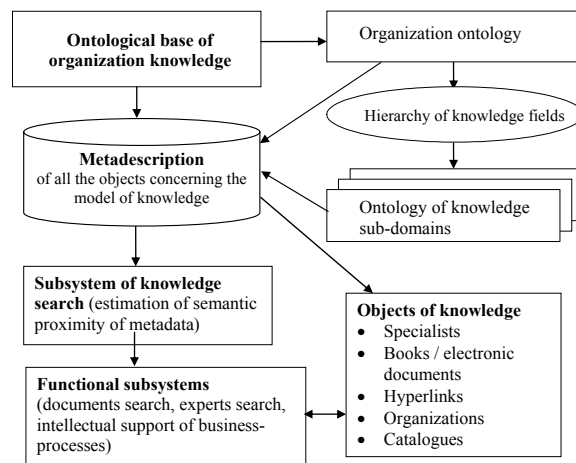 Ontological base of
organization knowledge
Organization ontology
Hierarchy of knowledge fields
Metadescription
of all the objects concerning the
model of knowledge
Ontology of knowledge
sub-domains
Subsystem of knowledge
search (estimation of semantic
proximity of metadata)
Objects of knowledge
• Specialists
• Books / electronic
documents
• Hyperlinks
• Organizations
• Catalogues
Functional subsystems
(documents search, experts search,
intellectual support of business-
processes)